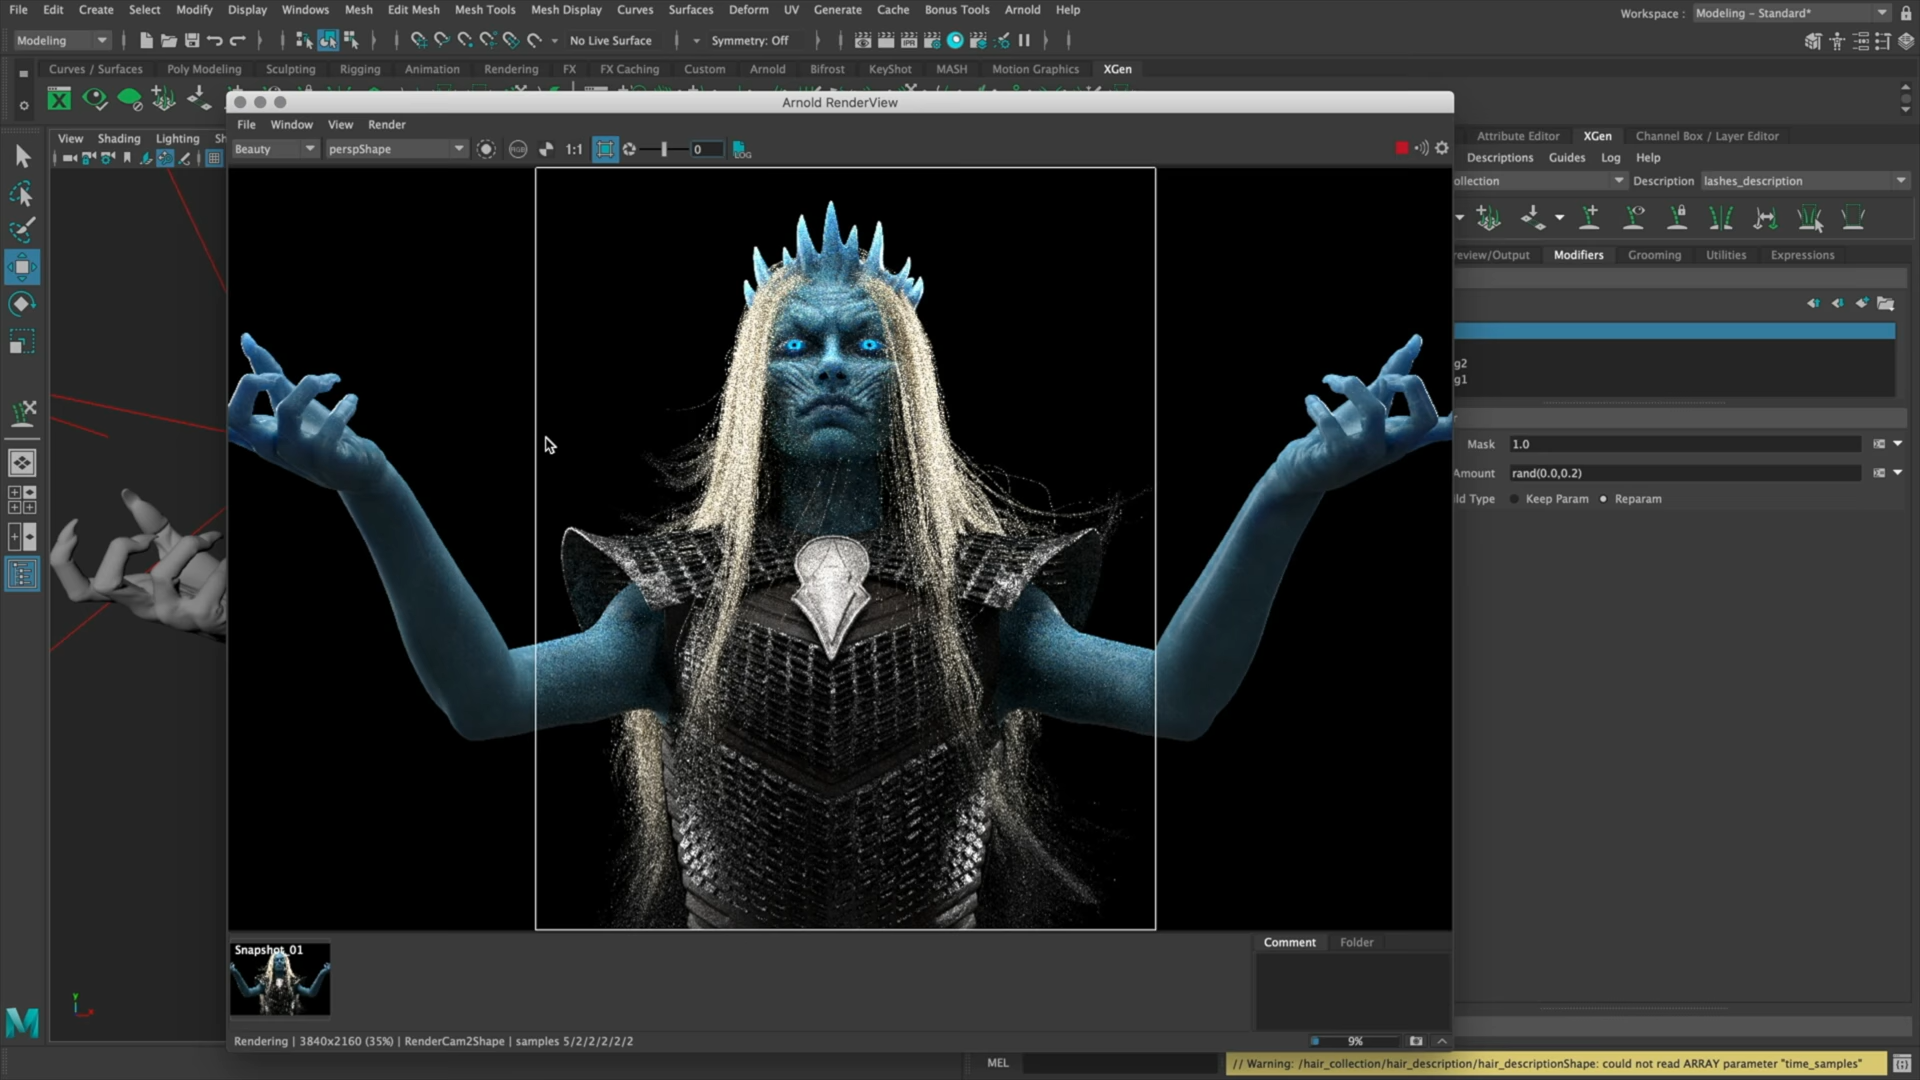 File Edit Create Select Modify Display Windows Mesh Edit Mesh Mesh Tools Mesh Display Curves Surfaces Deform UV Generate Cache Bonus Tools Arnold Help
Workspace : Modeling - Standard*
Modeling No Live Surface Symmetry: Off
Curves / Surfaces Poly Modeling Sculpting Rigging Animation Rendering FX FX Caching Custom Arnold Bifrost KeyShot MASH Motion Graphics XGen
Arnold RenderView
File Window View Render
View Shading Lighting Sh
Attribute Editor XGen Channel Box / Layer Editor
Beauty perspShape 1:1 0 LOG
Descriptions Guides Log Help
ollection Description lashes_description
review/Output Modifiers Grooming Utilities Expressions
g2
g1
Mask 1.0
Amount rand(0.0,0.2)
ld Type Keep Param Reparam
Snapshot_01
Comment Folder
Rendering | 3840x2160 (35%) | RenderCam2Shape | samples 5/2/2/2/2/2
9%
MEL
// Warning: /hair_collection/hair_description/hair_descriptionShape: could not read ARRAY parameter "time_samples"